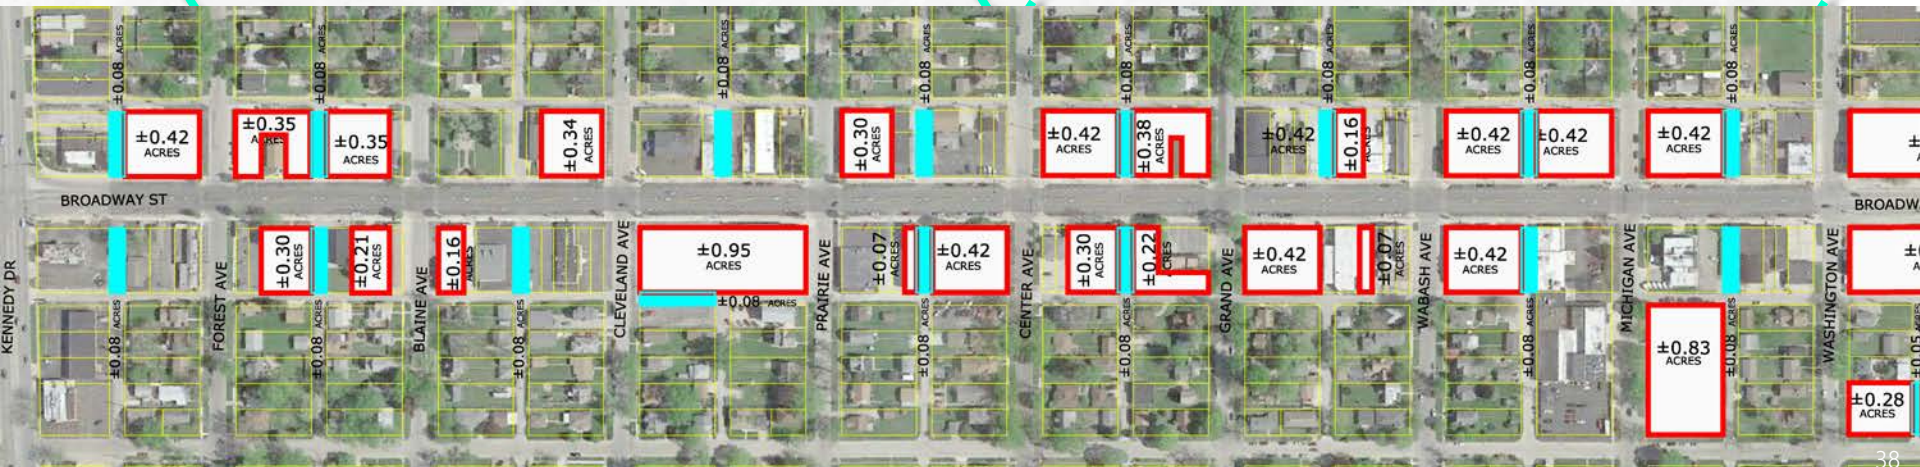 ±0.08 ACRES
±0.08 ACRES
±0.08 ACRES
±0.08 ACRES
±0.08 ACRES
±0.08 ACRES
±0.08 ACRES
±0.08 ACRES
±0.42
ACRES
±0.35
ACRES
±0.35
ACRES
±0.34
ACRES
±0.30
ACRES
±0.42
ACRES
±0.38
ACRES
±0.42
ACRES
±0.16
ACRES
±0.42
ACRES
±0.42
ACRES
±0.42
ACRES
BROADWAY ST
BROADW
KENNEDY DR
FOREST AVE
BLAINE AVE
CLEVELAND AVE
PRAIRIE AVE
CENTER AVE
GRAND AVE
WABASH AVE
MICHIGAN AVE
WASHINGTON AVE
±0.30
ACRES
±0.21
ACRES
±0.16
ACRES
±0.95
ACRES
±0.07
ACRES
±0.42
ACRES
±0.30
ACRES
±0.22
ACRES
±0.42
ACRES
±0.07
ACRES
±0.42
ACRES
±0.08 ACRES
±0.08 ACRES
±0.08 ACRES
±0.08 ACRES
±0.08 ACRES
±0.08 ACRES
±0.08 ACRES
±0.08 ACRES
±0.05 ACRES
±0.83
ACRES
±0.28
ACRES
38